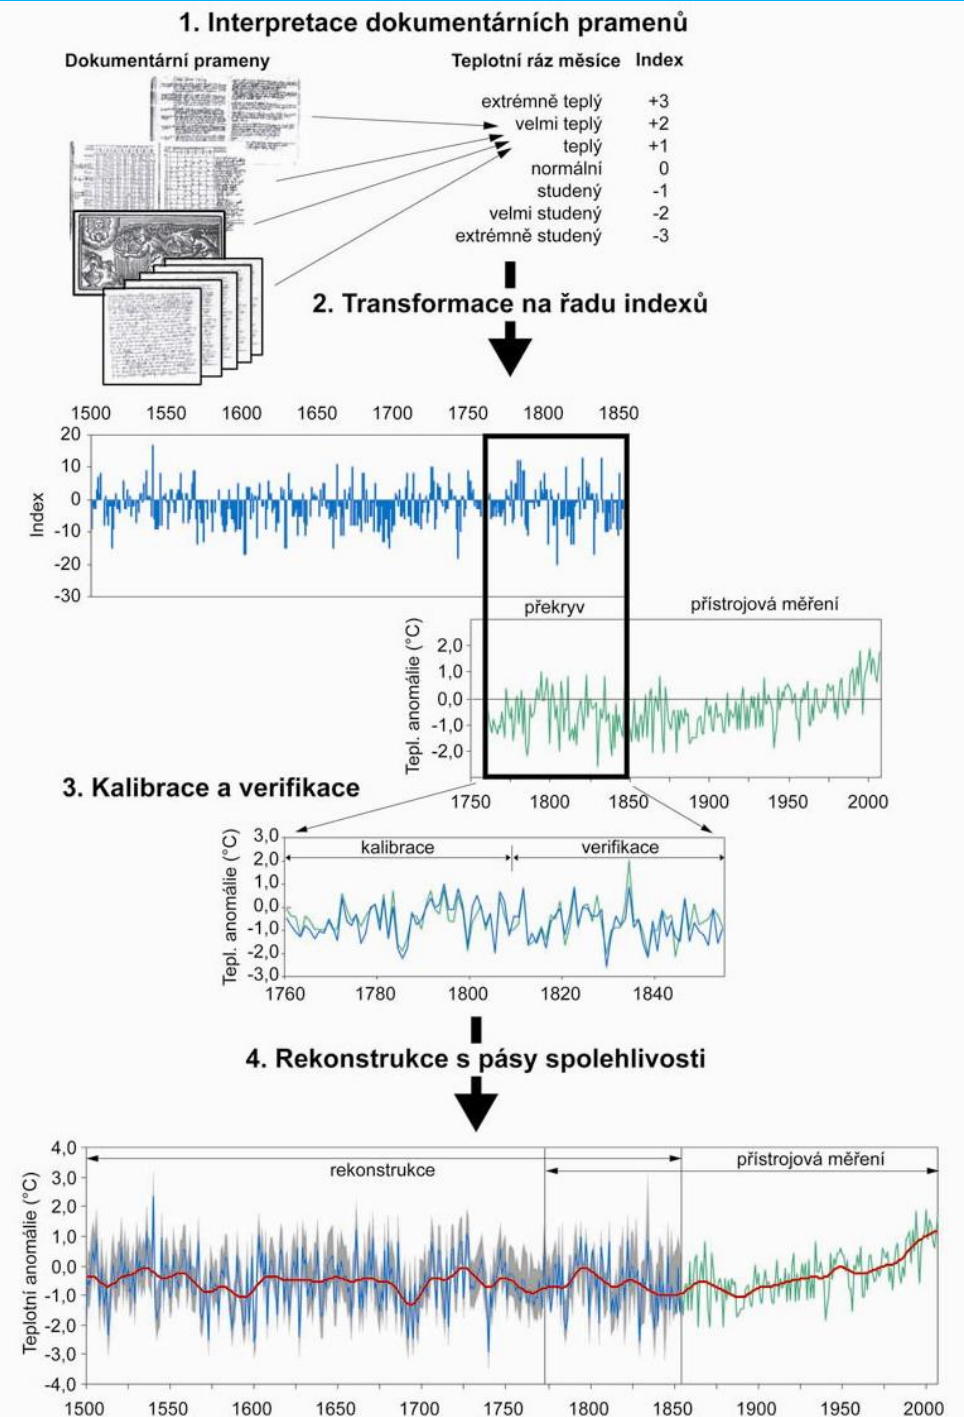 1. Interpretace dokumentárních pramenů
Dokumentární prameny
Teplotní ráz měsíce Index
extrémně teplý +3
velmi teplý +2
teplý +1
normální 0
studený -1
velmi studený -2
extrémně studený -3
2. Transformace na řadu indexů
1500 1550 1600 1650 1700 1750 1800 1850
20
10
0
-10
-20
-30
Index
překryv
přístrojová měření
Tepl. anomálie (°C)
2,0
1,0
0,0
-1,0
-2,0
1750 1800 1850 1900 1950 2000
3. Kalibrace a verifikace
Tepl. anomálie (°C)
3,0
2,0
1,0
0,0
-1,0
-2,0
-3,0
kalibrace
verifikace
1760 1780 1800 1820 1840
4. Rekonstrukce s pásy spolehlivosti
Teplotní anomálie (°C)
4,0
3,0
2,0
1,0
0,0
-1,0
-2,0
-3,0
-4,0
rekonstrukce
přístrojová měření
1500 1550 1600 1650 1700 1750 1800 1850 1900 1950 2000